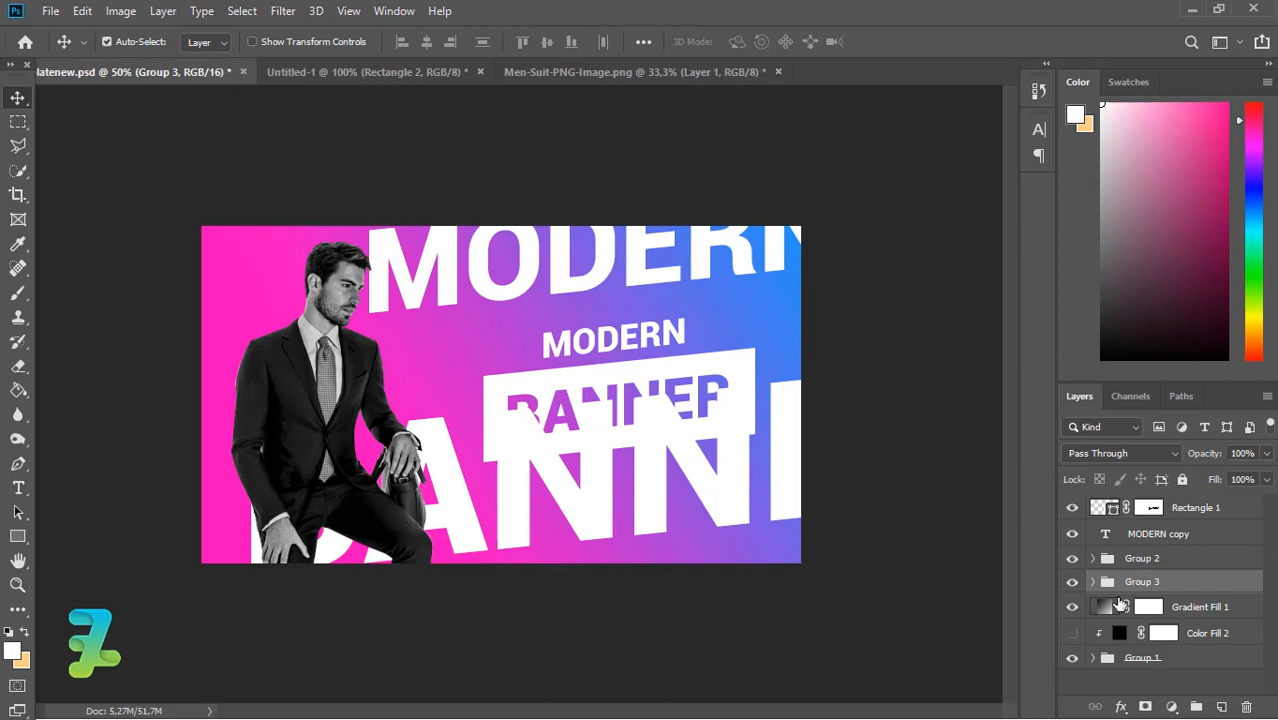 Ps File Edit Image Layer Type Select Filter 3D View Window Help
Auto-Select: Layer Show Transform Controls 3D Mode:
latenew.psd @ 50% (Group 3, RGB/16) * Untitled-1 @ 100% (Rectangle 2, RGB/8) * Men-Suit-PNG-Image.png @ 33,3% (Layer 1, RGB/8) *
Color Swatches
MODERN
MODERN
BANNER
BANNE
Layers Channels Paths
Kind
Pass Through Opacity: 100%
Lock: Fill: 100%
Rectangle 1
MODERN copy
Group 2
Group 3
Gradient Fill 1
Color Fill 2
Group 1
Doc: 5,27M/51,7M